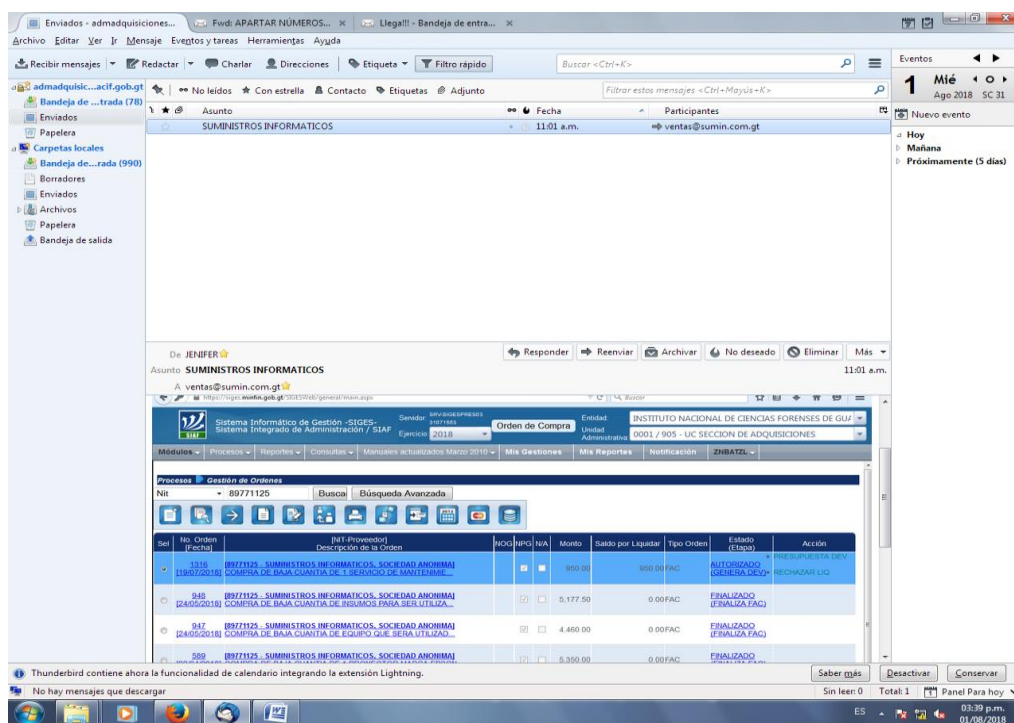 Enviados - admadquisiciones...
Fwd: APARTAR NÚMEROS...
Llega!!! - Bandeja de entra...
Archivo Editar Ver Ir Mensaje Eventos y tareas Herramientas Ayuda
Recibir mensajes Redactar Charlar Direcciones Etiqueta Filtro rápido Buscar <Ctrl+K>
Eventos
1 Mié
Ago 2018 SC 31
Nuevo evento
Hoy
Mañana
Próximamente (5 días)
admadquisic...acif.gob.gt
Bandeja de ...trada (78)
Enviados
Papelera
Carpetas locales
Bandeja de...rada (990)
Borradores
Enviados
Archivos
Papelera
Bandeja de salida
No leídos Con estrella Contacto Etiquetas Adjunto Filtrar estos mensajes <Ctrl+Mayús+K>
Asunto Fecha Participantes
SUMINISTROS INFORMATICOS 11:01 a.m. ventas@sumin.com.gt
De JENIFER
Responder Reenviar Archivar No deseado Eliminar Más
Asunto SUMINISTROS INFORMATICOS 11:01 a.m.
A ventas@sumin.com.gt
https://siges.minfin.gob.gt/SIGESWeb/general/main.aspx Buscar
SIAF
Sistema Informático de Gestión -SIGES-
Sistema Integrado de Administración / SIAF
Servidor
Ejercicio 2018
Orden de Compra
Entidad: INSTITUTO NACIONAL DE CIENCIAS FORENSES DE GUA
Unidad Administrativa 0001 / 905 - UC SECCION DE ADQUISICIONES
Módulos Procesos Reportes Consultas Manuales actualizados Marzo 2010 Mis Gestiones Mis Reportes Notificación ZNBATZL
Procesos Gestión de Ordenes
Nit 89771125 Busca Búsqueda Avanzada
Sel No. Orden [Fecha] [NIT-Proveedor] Descripción de la Orden NOG NPG N/A Monto Saldo por Liquidar Tipo Orden Estado (Etapa) Acción
1316 [89771125 - SUMINISTROS INFORMATICOS, SOCIEDAD ANONIMA] 950.00 950.00 FAC AUTORIZADO PRESUPUESTA DEV
[19/07/2018] COMPRA DE BAJA CUANTIA DE 1 SERVICIO DE MANTENIMIE... (GENERA DEV) RECHAZAR LIQ
948 [89771125 - SUMINISTROS INFORMATICOS, SOCIEDAD ANONIMA] 5,177.50 0.00 FAC FINALIZADO
[24/05/2018] COMPRA DE BAJA CUANTIA DE INSUMOS PARA SER UTILIZA... (FINALIZA FAC)
947 [89771125 - SUMINISTROS INFORMATICOS, SOCIEDAD ANONIMA] 4,460.00 0.00 FAC FINALIZADO
[24/05/2018] COMPRA DE BAJA CUANTIA DE EQUIPO QUE SERA UTILIZAD... (FINALIZA FAC)
589 [89771125 - SUMINISTROS INFORMATICOS, SOCIEDAD ANONIMA] 5,350.00 0.00 FAC FINALIZADO
Thunderbird contiene ahora la funcionalidad de calendario integrando la extensión Lightning. Saber más Desactivar Conservar
No hay mensajes que descargar Sin leer: 0 Total: 1 Panel Para hoy
ES 03:39 p.m.
01/08/2018